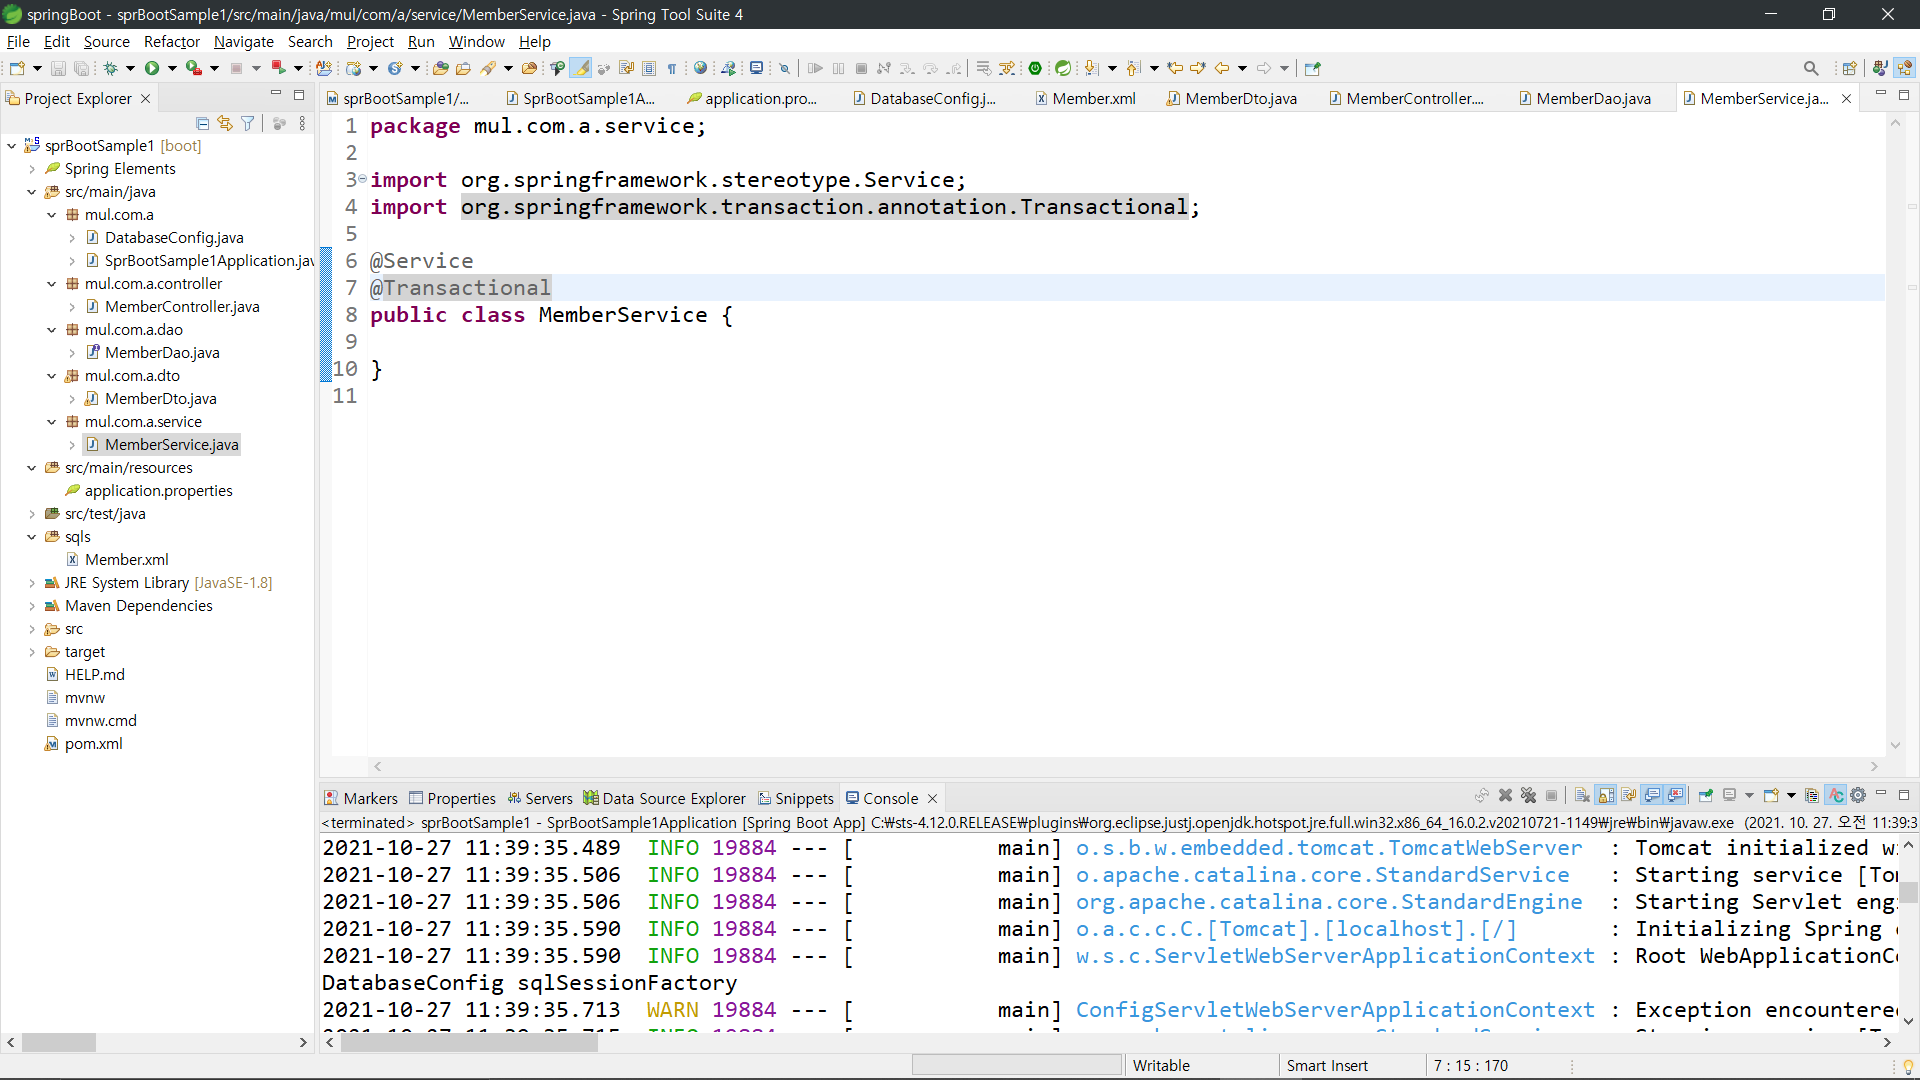 springBoot - sprBootSample1/src/main/java/mul/com/a/service/MemberService.java - Spring Tool Suite 4
File Edit Source Refactor Navigate Search Project Run Window Help
Project Explorer
sprBootSample1/... SprBootSample1A... application.pro... DatabaseConfig.j... Member.xml MemberDto.java MemberController.... MemberDao.java MemberService.ja...
sprBootSample1 [boot]
Spring Elements
src/main/java
mul.com.a
DatabaseConfig.java
SprBootSample1Application.jav
mul.com.a.controller
MemberController.java
mul.com.a.dao
MemberDao.java
mul.com.a.dto
MemberDto.java
mul.com.a.service
MemberService.java
src/main/resources
application.properties
src/test/java
sqls
Member.xml
JRE System Library [JavaSE-1.8]
Maven Dependencies
src
target
HELP.md
mvnw
mvnw.cmd
pom.xml
1 package mul.com.a.service;
2
3 import org.springframework.stereotype.Service;
4 import org.springframework.transaction.annotation.Transactional;
5
6 @Service
7 @Transactional
8 public class MemberService {
9
10 }
11
Markers Properties Servers Data Source Explorer Snippets Console
<terminated> sprBootSample1 - SprBootSample1Application [Spring Boot App] C:₩sts-4.12.0.RELEASE₩plugins₩org.eclipse.justj.openjdk.hotspot.jre.full.win32.x86_64_16.0.2.v20210721-1149₩jre₩bin₩javaw.exe (2021. 10. 27. 오전 11:39:3
2021-10-27 11:39:35.489 INFO 19884 --- [ main] o.s.b.w.embedded.tomcat.TomcatWebServer : Tomcat initialized wi
2021-10-27 11:39:35.506 INFO 19884 --- [ main] o.apache.catalina.core.StandardService : Starting service [Tom
2021-10-27 11:39:35.506 INFO 19884 --- [ main] org.apache.catalina.core.StandardEngine : Starting Servlet eng
2021-10-27 11:39:35.590 INFO 19884 --- [ main] o.a.c.c.C.[Tomcat].[localhost].[/] : Initializing Spring
2021-10-27 11:39:35.590 INFO 19884 --- [ main] w.s.c.ServletWebServerApplicationContext : Root WebApplicationCo
DatabaseConfig sqlSessionFactory
2021-10-27 11:39:35.713 WARN 19884 --- [ main] ConfigServletWebServerApplicationContext : Exception encountered
Writable Smart Insert 7 : 15 : 170